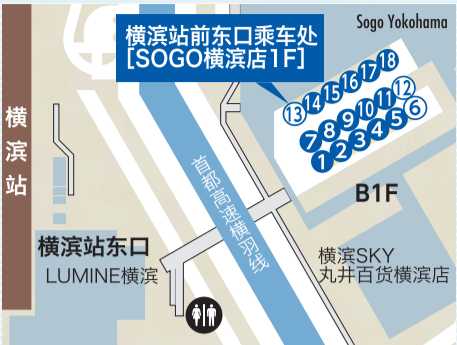 Sogo Yokohama
横滨站前东口乘车处
[SOGO横滨店1F]
13 14 15 16 17 18
7 8 9 10 11 12
1 2 3 4 5 6
B1F
横滨站
首都高速横羽线
横滨站东口
LUMINE横滨
横滨SKY
丸井百货横滨店